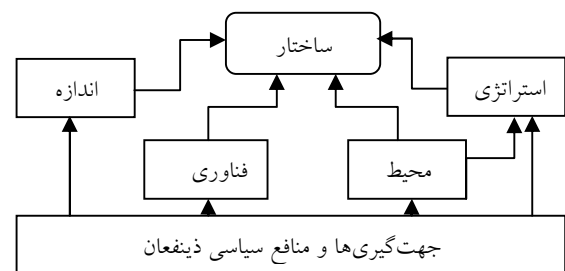 ساختار
استراتژی
اندازه
محیط
فناوری
جهت‌گیری‌ها و منافع سیاسی ذینفعان